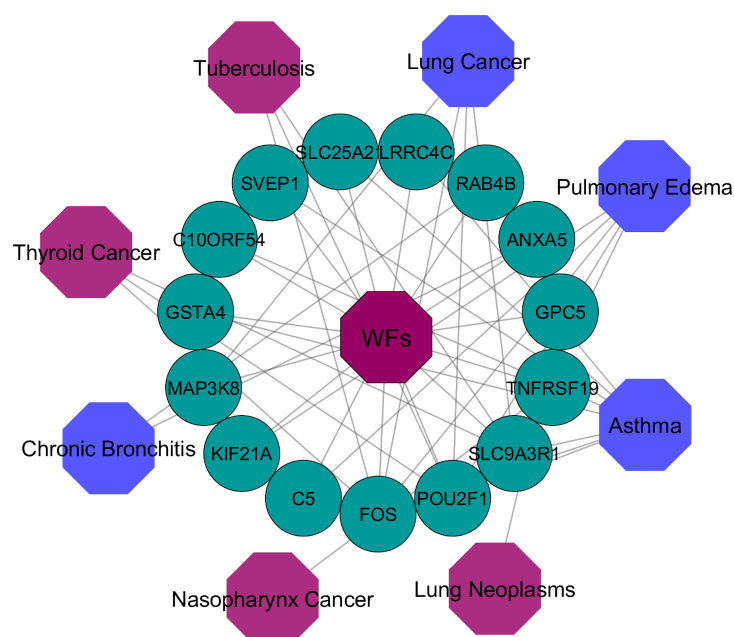 Tuberculosis
Lung Cancer
SLC25A2
LRRC4C
SVEP1
RAB4B
Pulmonary Edema
C10ORF54
ANXA5
Thyroid Cancer
GSTA4
GPC5
WFs
MAP3K8
TNFRSF19
Asthma
Chronic Bronchitis
KIF21A
SLC9A3R1
C5
FOS
POU2F1
Nasopharynx Cancer
Lung Neoplasms